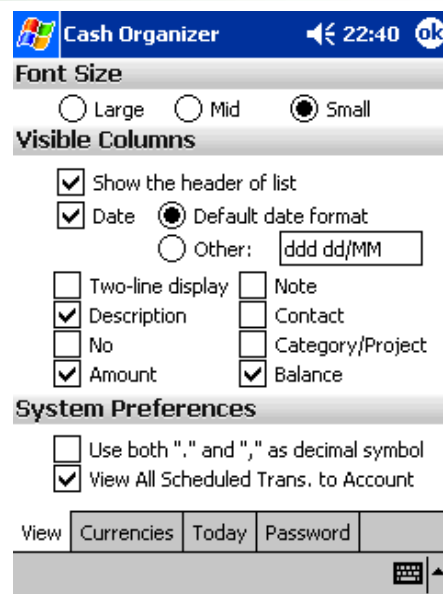 Cash Organizer 22:40 ok
Font Size
Large Mid Small
Visible Columns
Show the header of list
Date Default date format
Other: ddd dd/MM
Two-line display Note
Description Contact
No Category/Project
Amount Balance
System Preferences
Use both "." and "," as decimal symbol
View All Scheduled Trans. to Account
View Currencies Today Password